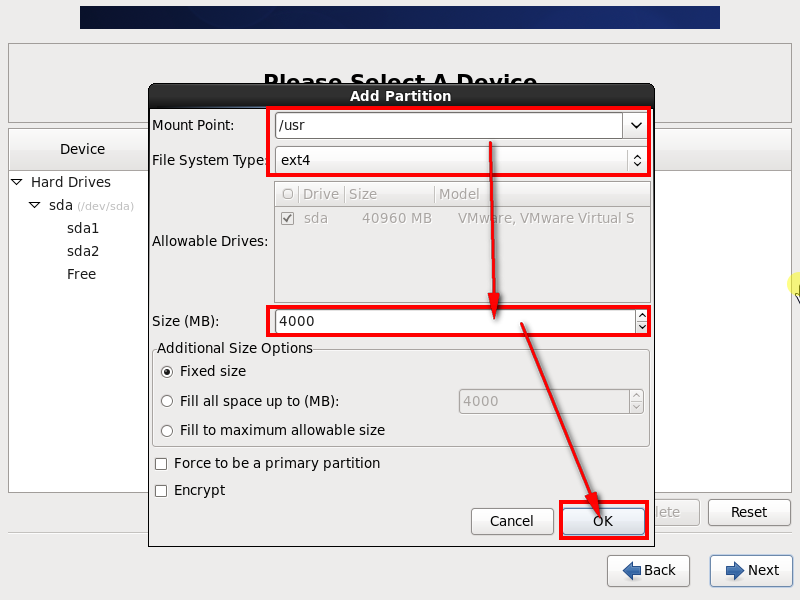 Please Select A Device
Add Partition
Mount Point:
/usr
File System Type:
ext4
Drive
Size
Model
Allowable Drives:
sda
40960 MB
VMware, VMware Virtual S
Size (MB):
4000
Additional Size Options
Fixed size
Fill all space up to (MB):
4000
Fill to maximum allowable size
Force to be a primary partition
Encrypt
Cancel
OK
Device
Hard Drives
sda (/dev/sda)
sda1
sda2
Free
Reset
Back
Next